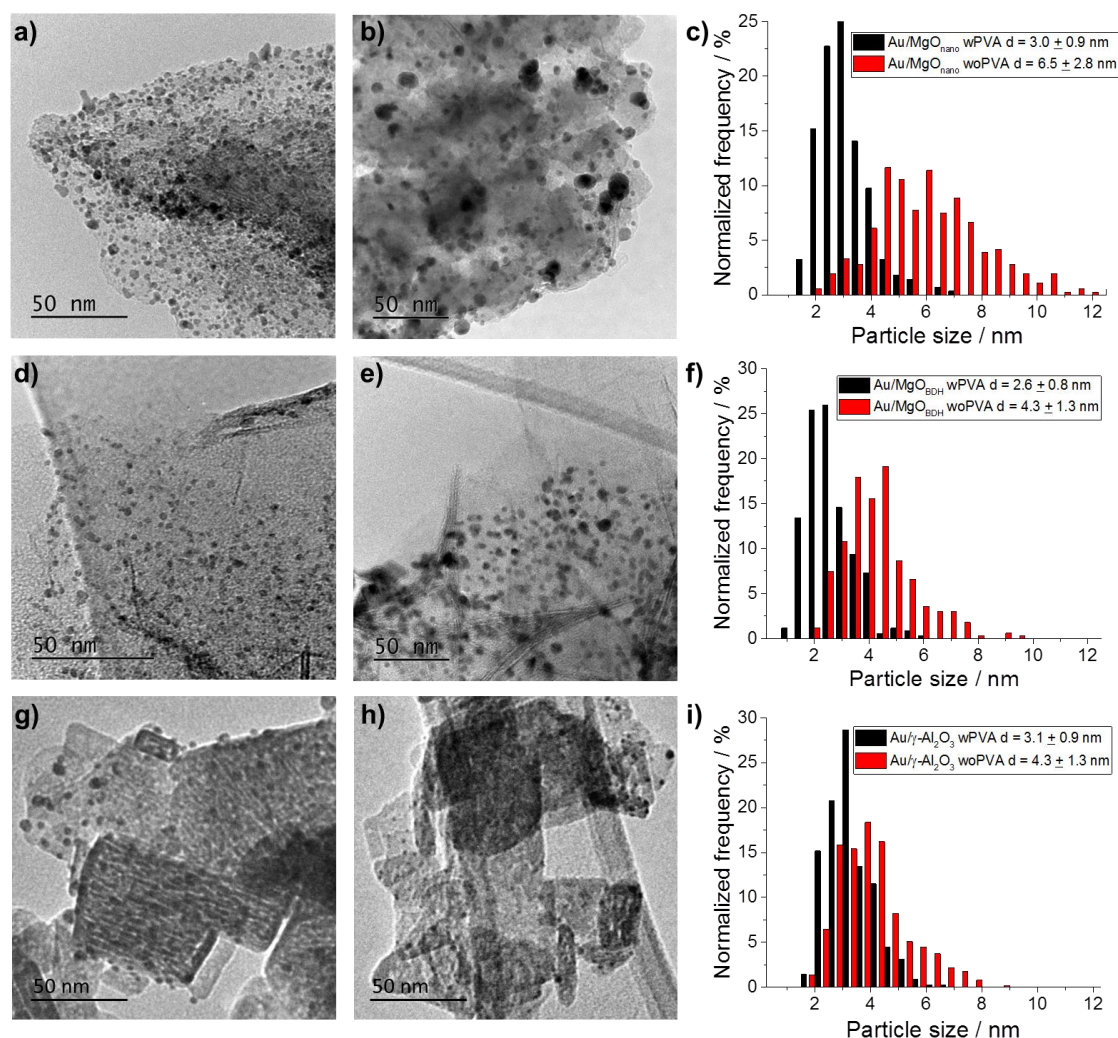 a)
50 nm
b)
50 nm
c)
Normalized frequency / %
25
20
15
10
5
0
Au/MgOnano wPVA d = 3.0 ± 0.9 nm
Au/MgOnano woPVA d = 6.5 ± 2.8 nm
2 4 6 8 10 12
Particle size / nm
d)
50 nm
e)
50 nm
f)
Normalized frequency / %
30
25
20
15
10
5
0
Au/MgOBDH wPVA d = 2.6 ± 0.8 nm
Au/MgOBDH woPVA d = 4.3 ± 1.3 nm
2 4 6 8 10 12
Particle size / nm
g)
50 nm
h)
50 nm
i)
Normalized frequency / %
30
25
20
15
10
5
0
Au/γ-Al2O3 wPVA d = 3.1 ± 0.9 nm
Au/γ-Al2O3 woPVA d = 4.3 ± 1.3 nm
2 4 6 8 10 12
Particle size / nm